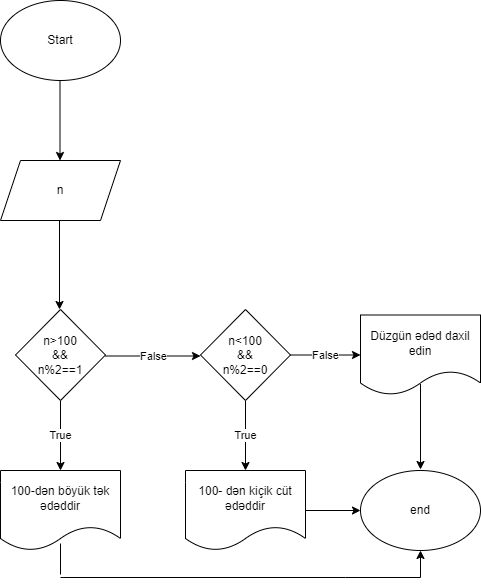 Start
n
n>100
&&
n%2==1
False
n<100
&&
n%2==0
False
Düzgün ədəd daxil
edin
True
True
100-dən böyük tək
ədəddir
100- dən kiçik cüt
ədəddir
end